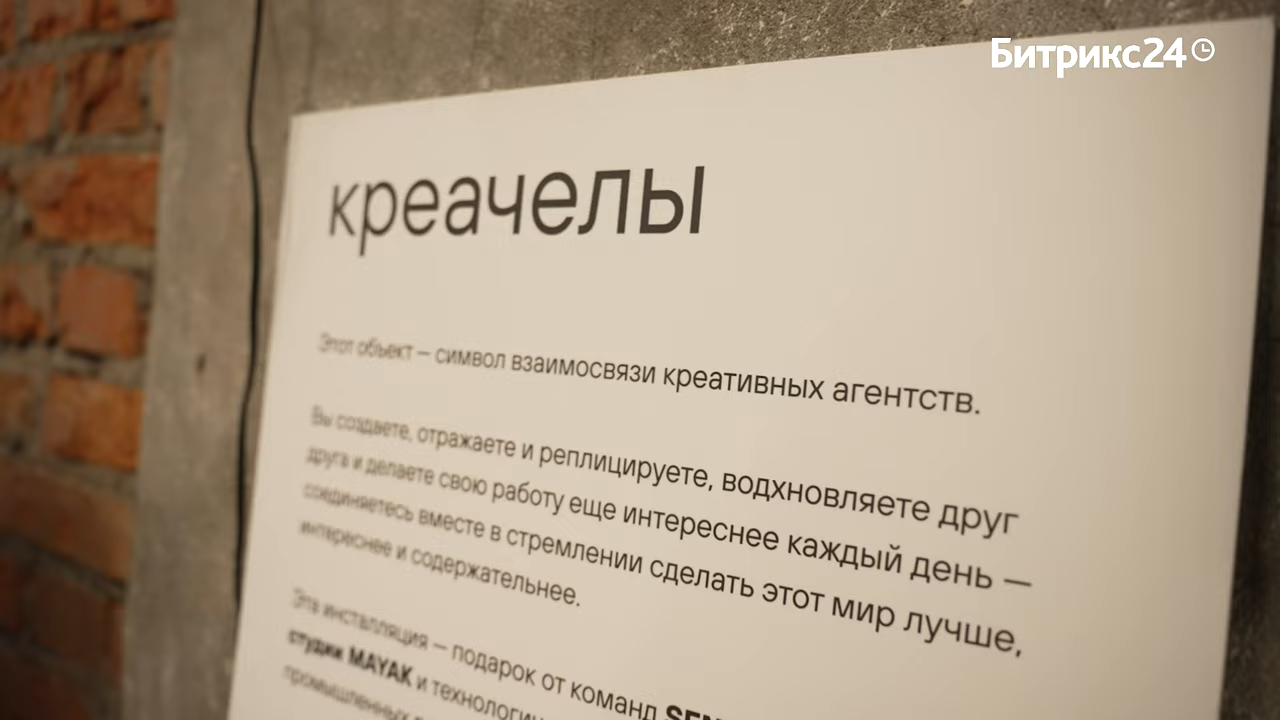 Битрикс24
креачелы
Этот объект — символ взаимосвязи креативных агентств.
Вы создаете, отражаете и реплицируете, водхновляете друг
друга и делаете свою работу еще интереснее каждый день —
соединяетесь вместе в стремлении сделать этот мир лучше,
интереснее и содержательнее.
Эта инсталляция — подарок от команд
студии MAYAK и
промышленных